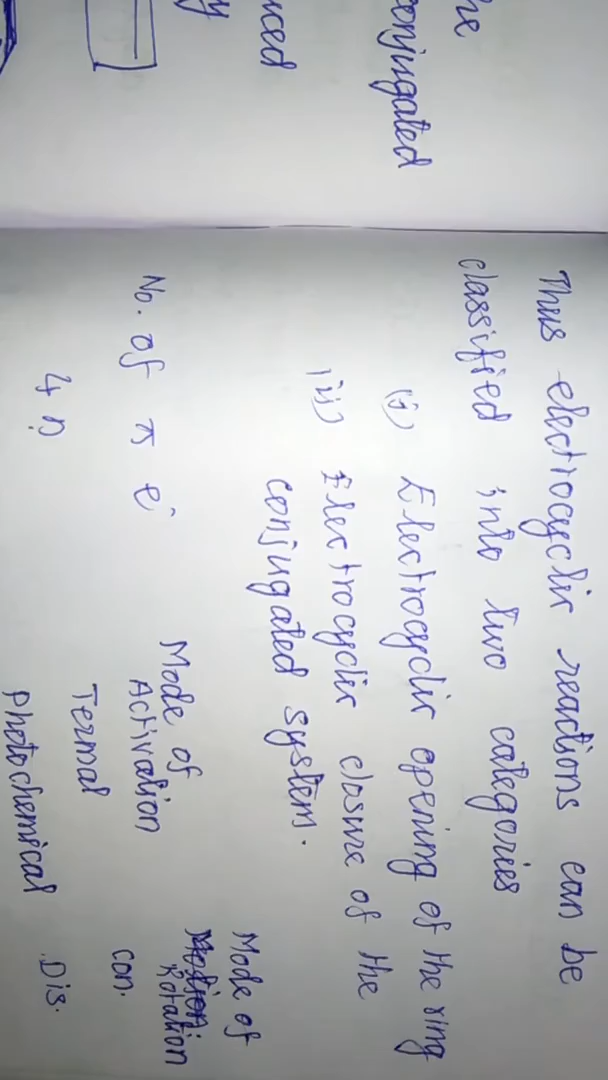 he
conjugated
uced
y
Thus electrocyclic reactions can be
classified into two categories
(i) Electrocyclic opening of the ring
(ii) Electrocyclic closure of the
conjugated system.
No. of π e⁻ Mode of Activation Mode of Rotation
4n Termal con.
Photochemical Dis.